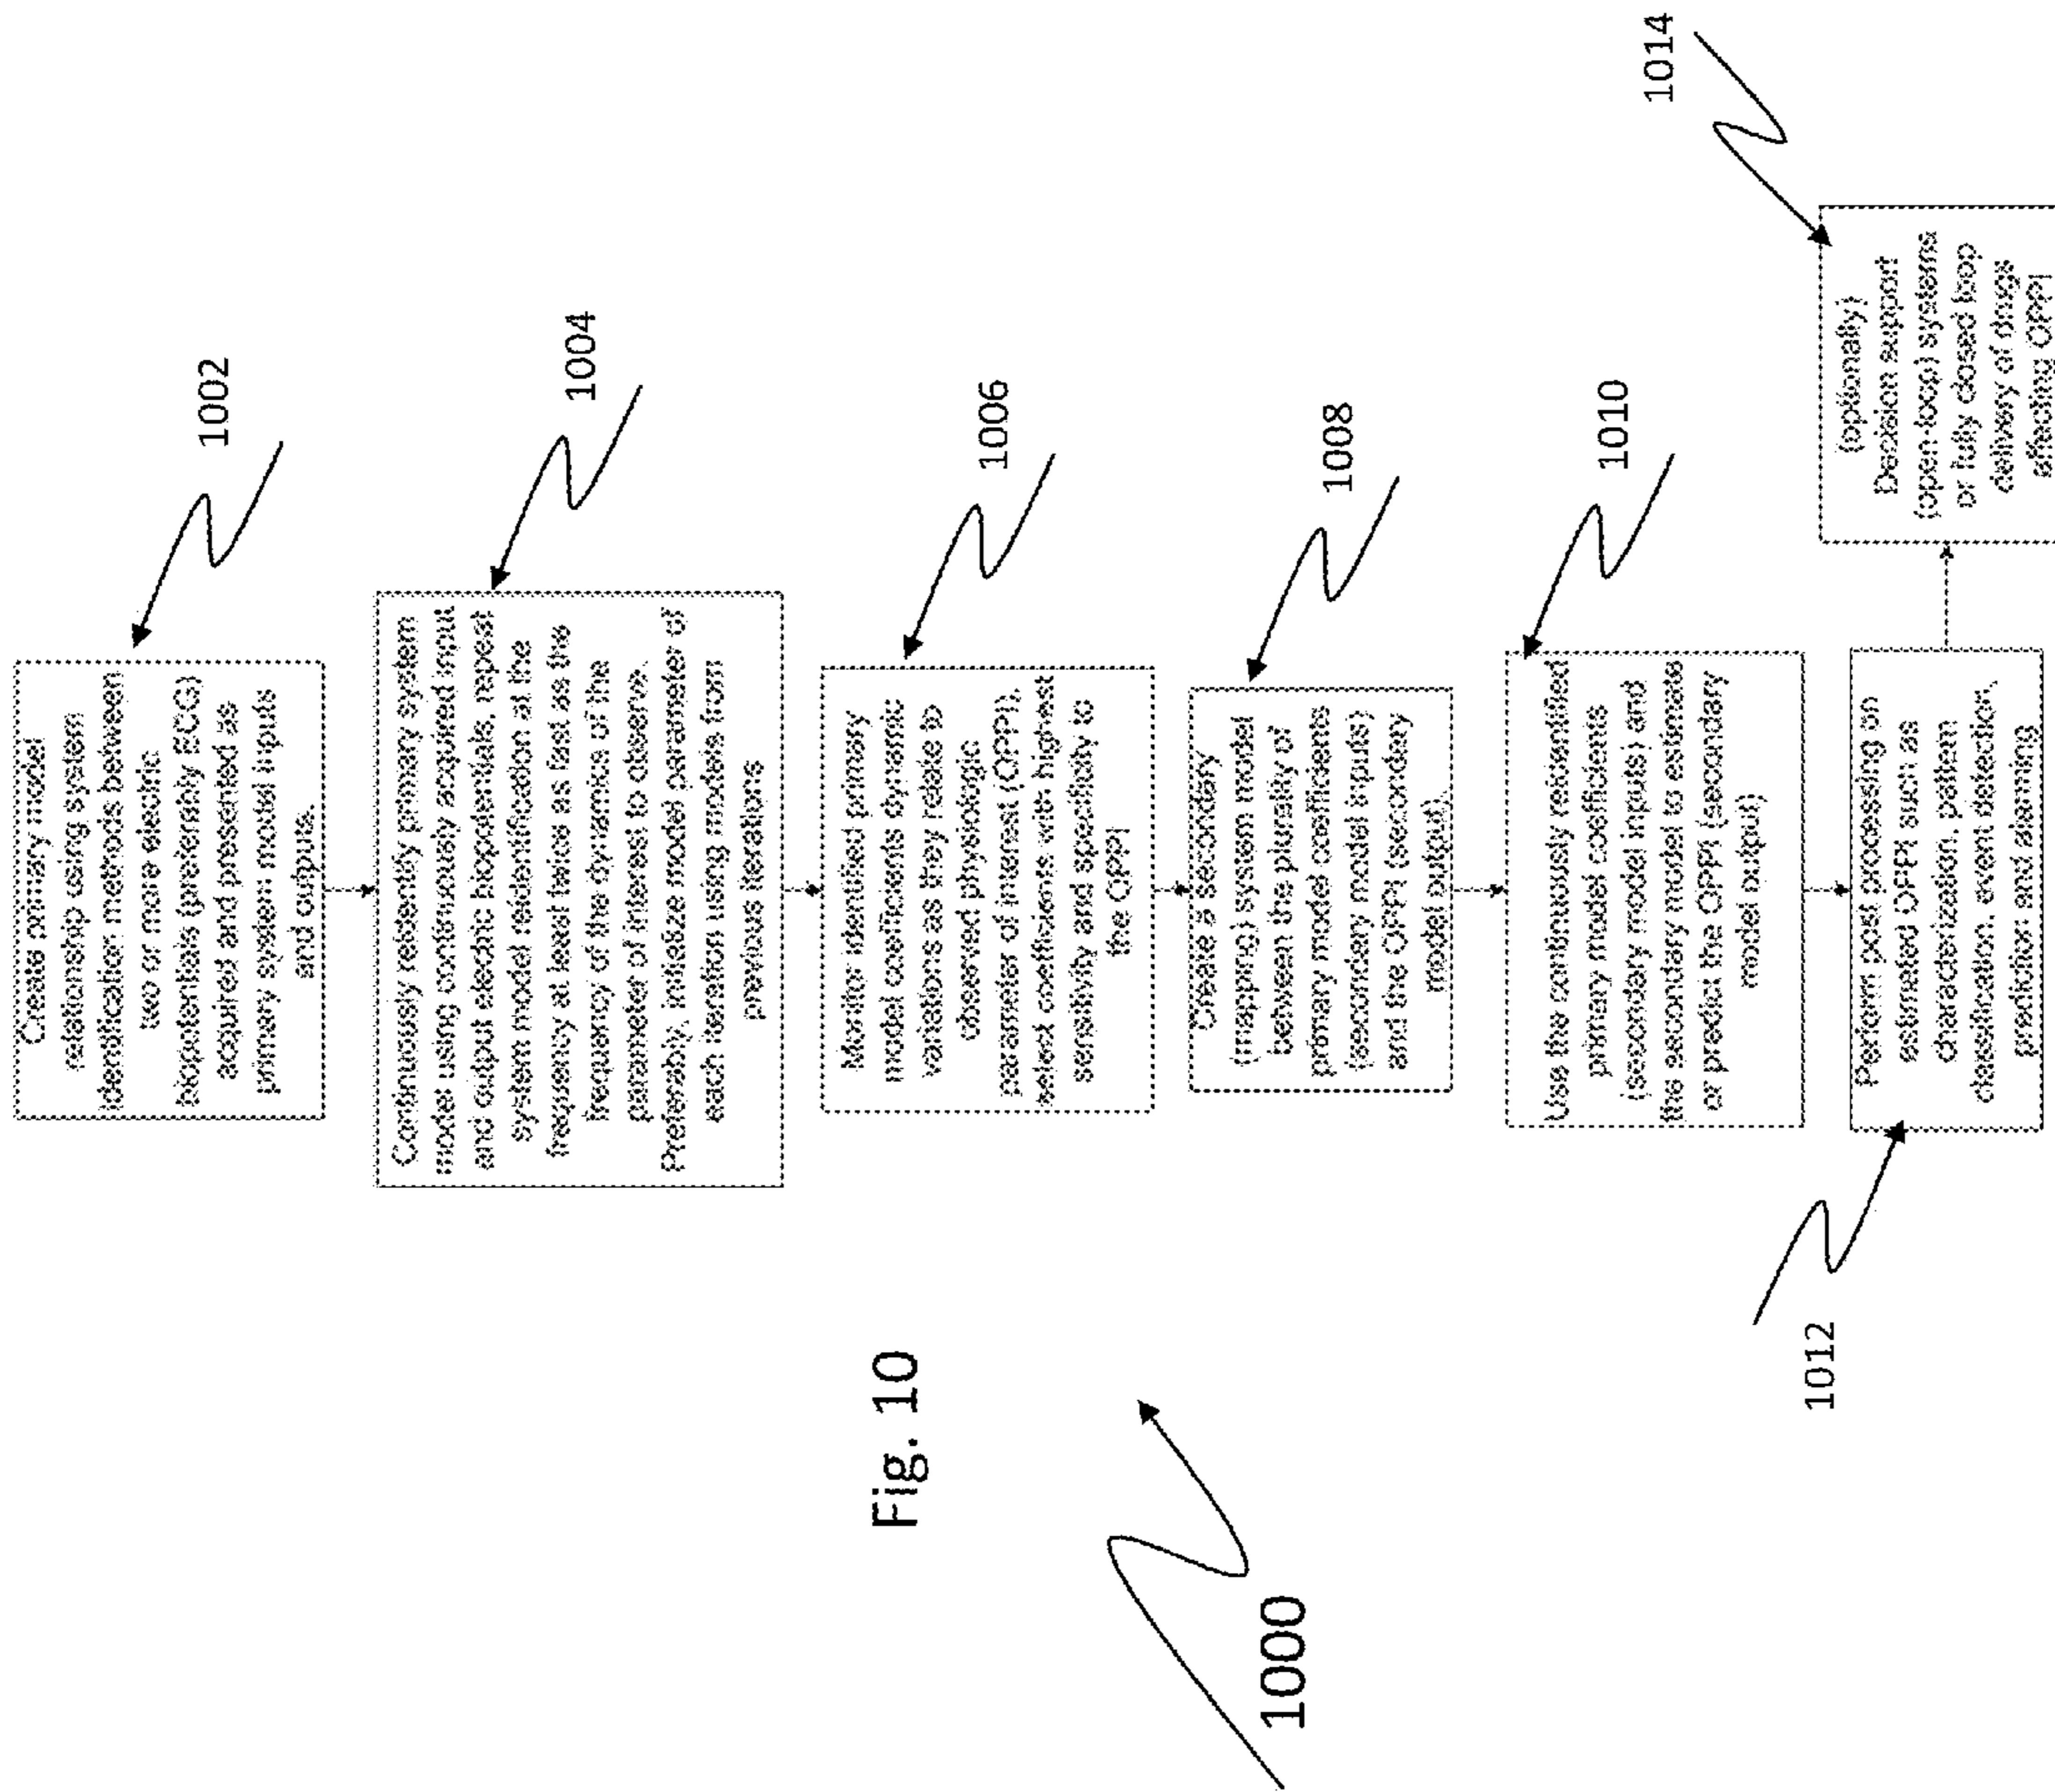 Create primary model
relationship using system
identification methods between
two or more electric
biopotentials (preferably ECG)
acquired and presented as
primary system model inputs
and outputs.
1002
Continuously reidentify primary system
model using continuously acquired input
and output electric biopotentials, repeat
system model reidentification at the
frequency at least twice as fast as the
frequency of the dynamics of the
parameter of interest to observe.
Preferably, initialize model parameter of
each iteration using models from
previous iterations
1004
Monitor identified primary
model coefficients dynamic
variations as they relate to
observed physiologic
parameter of interest (OPPI),
select coefficients with highest
sensitivity and specificity to
the OPPI
1006
Create a secondary
(mapping) system model
between the plurality of
primary model coefficients
(secondary model inputs)
and the OPPI (secondary
model output).
1008
Use the continuously reidentified
primary model coefficients
(secondary model inputs) and
the secondary model to estimate
or predict the OPPI (secondary
model output)
1010
Perform post processing on
estimated OPPI such as
characterization, pattern
classification, event detection,
prediction and alarming
1012
(optionally)
Decision support
(open-loop) systems
or fully closed loop
delivery of drugs
affecting OPPI
1014
Fig. 10
1000